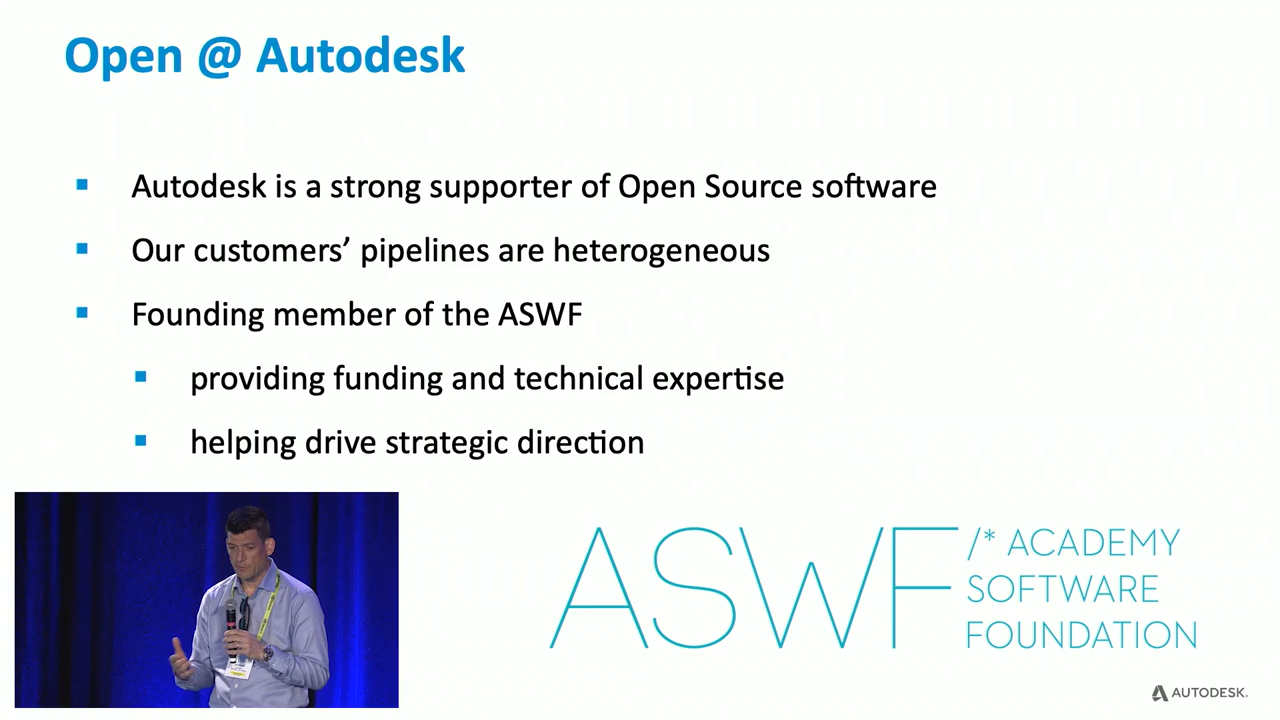 Open @ Autodesk
Autodesk is a strong supporter of Open Source software
Our customers’ pipelines are heterogeneous
Founding member of the ASWF
providing funding and technical expertise
helping drive strategic direction
ASWF
/* ACADEMY
SOFTWARE
FOUNDATION
AUTODESK.